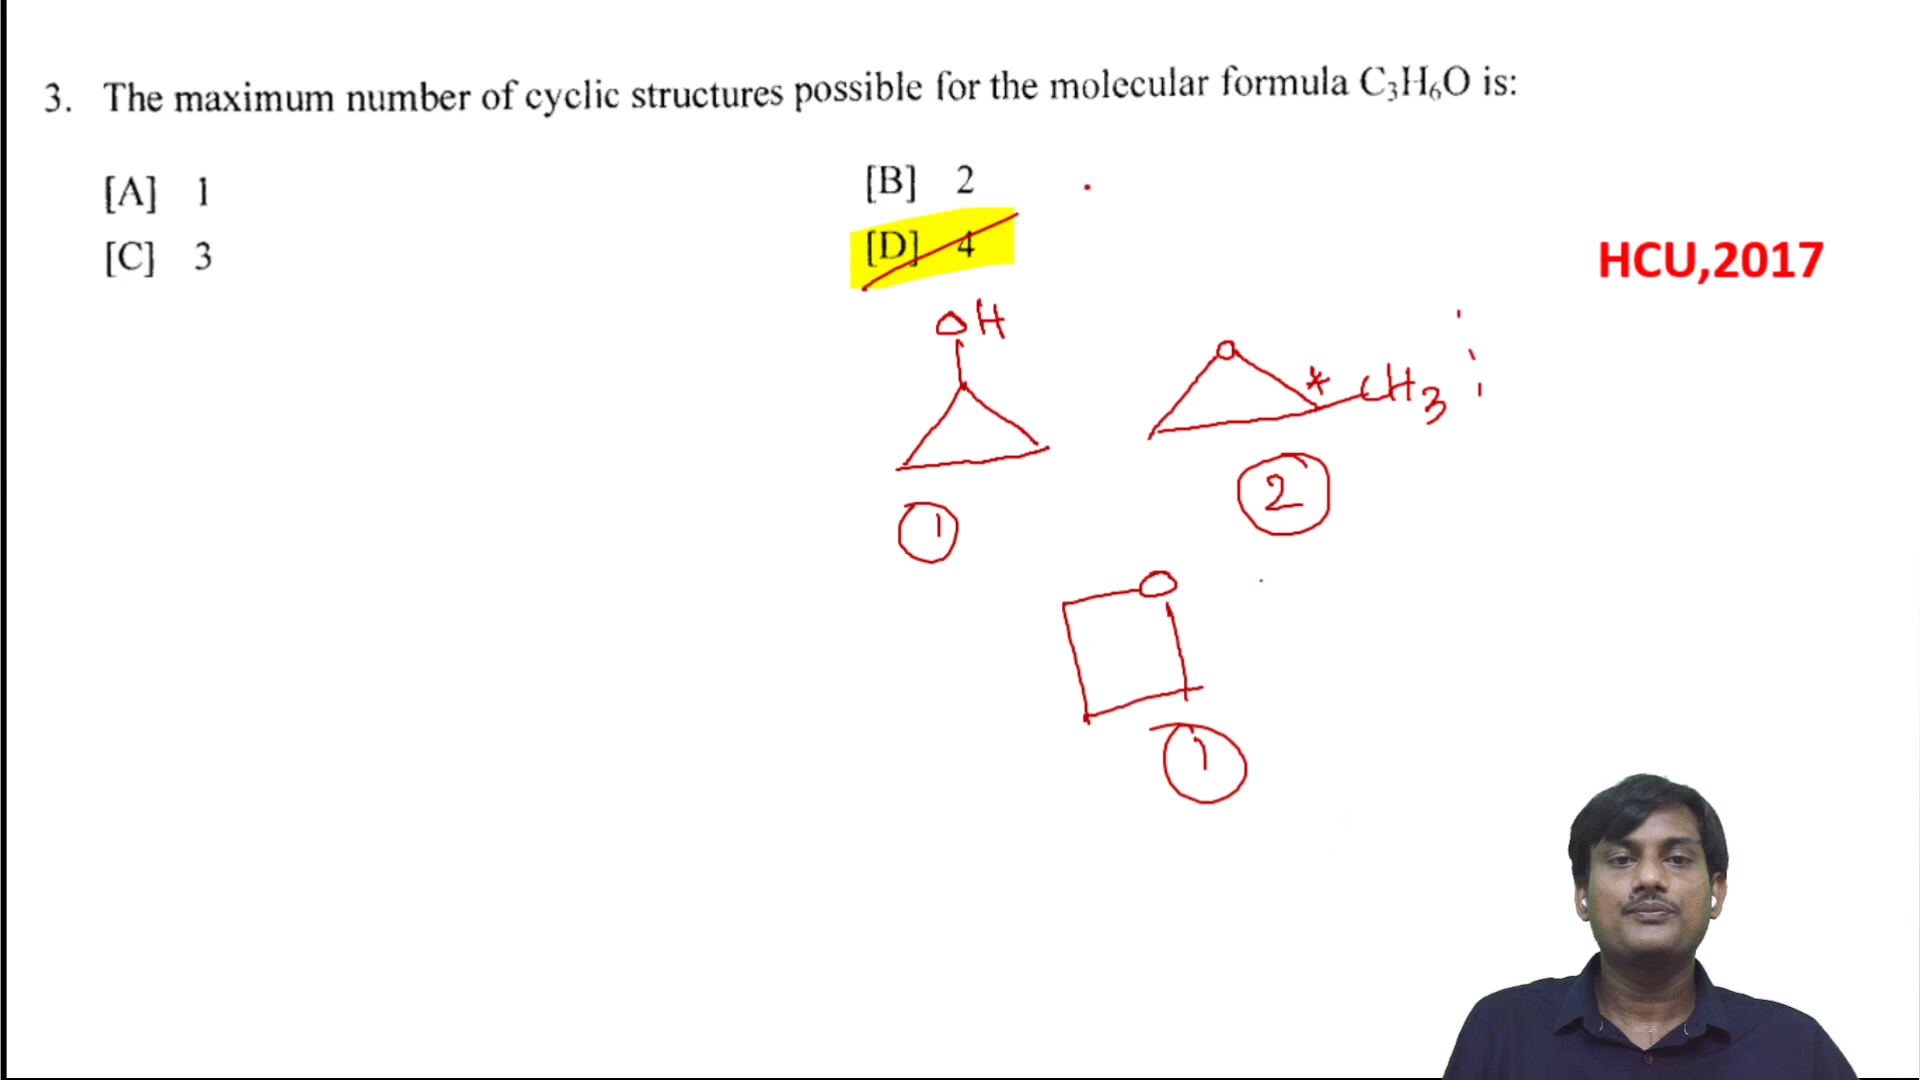 3. The maximum number of cyclic structures possible for the molecular formula C₃H₆O is:
[A] 1
[B] 2
[C] 3
[D] 4
HCU,2017
OH
O
* CH₃
1
2
O
1